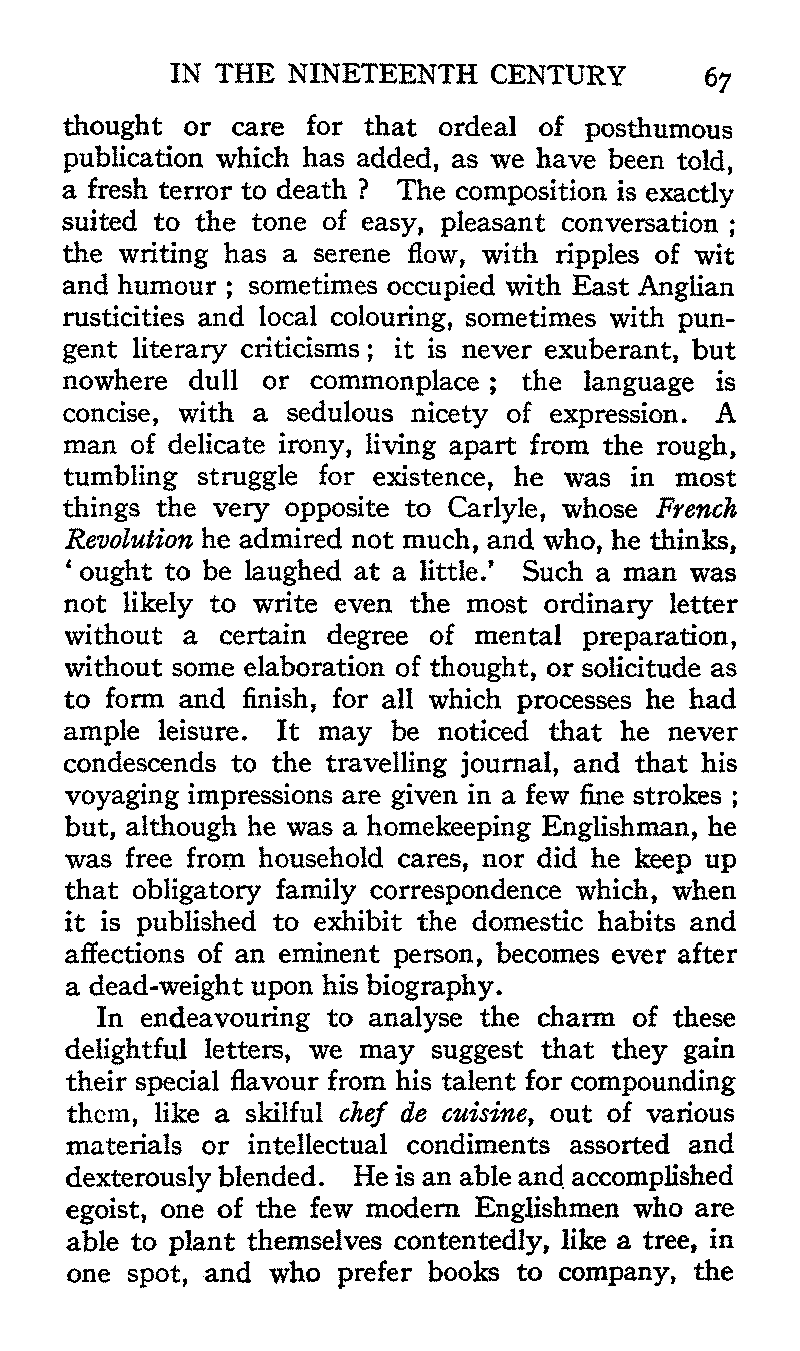 IN THE NINETEENTH CENTURY 67
thought or care for that ordeal of posthumous
publication which has added, as we have been told,
a fresh terror to death ? The composition is exactly
suited to the tone of easy, pleasant conversation ;
the writing has a serene flow, with ripples of wit
and humour ; sometimes occupied with East Anglian
rusticities and local colouring, sometimes with pun-
gent literary criticisms ; it is never exuberant, but
nowhere dull or commonplace ; the language is
concise, with a sedulous nicety of expression. A
man of delicate irony, living apart from the rough,
tumbling struggle for existence, he was in most
things the very opposite to Carlyle, whose French
Revolution he admired not much, and who, he thinks,
‘ ought to be laughed at a little.’ Such a man was
not likely to write even the most ordinary letter
without a certain degree of mental preparation,
without some elaboration of thought, or solicitude as
to form and finish, for all which processes he had
ample leisure. It may be noticed that he never
condescends to the travelling journal, and that his
voyaging impressions are given in a few fine strokes ;
but, although he was a homekeeping Englishman, he
was free from household cares, nor did he keep up
that obligatory family correspondence which, when
it is published to exhibit the domestic habits and
affections of an eminent person, becomes ever after
a dead-weight upon his biography.
In endeavouring to analyse the charm of these
delightful letters, we may suggest that they gain
their special flavour from his talent for compounding
them, like a skilful chef de cuisine, out of various
materials or intellectual condiments assorted and
dexterously blended. He is an able and accomplished
egoist, one of the few modern Englishmen who are
able to plant themselves contentedly, like a tree, in
one spot, and who prefer books to company, the